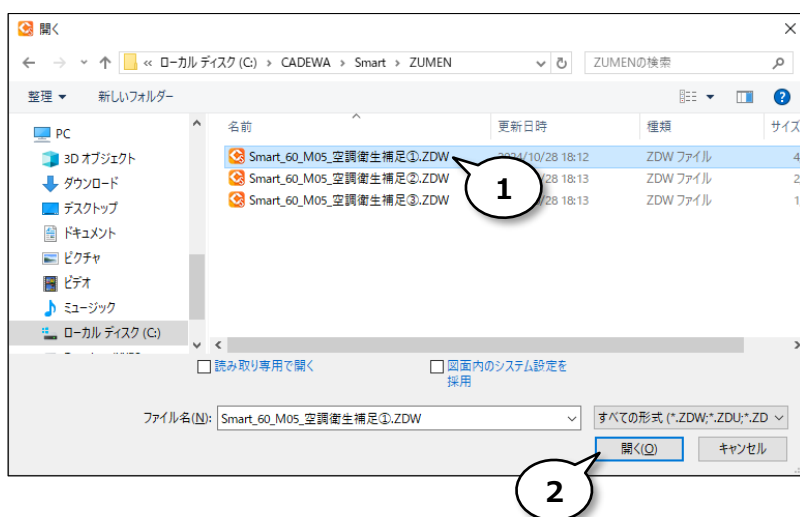 開く
« ローカル ディスク (C:) › CADEWA › Smart › ZUMEN
ZUMENの検索
整理 新しいフォルダー
名前 更新日時 種類 サイズ
PC
3D オブジェクト
ダウンロード
デスクトップ
ドキュメント
ピクチャ
ビデオ
ミュージック
ローカル ディスク (C:)
Smart_60_M05_空調衛生補足①.ZDW 2024/10/28 18:12 ZDW ファイル 4
Smart_60_M05_空調衛生補足②.ZDW /28 18:13 ZDW ファイル 2
Smart_60_M05_空調衛生補足③.ZDW /28 18:13 ZDW ファイル 1
1
読み取り専用で開く
図面内のシステム設定を
採用
ファイル名(N): Smart_60_M05_空調衛生補足①.ZDW
すべての形式 (*.ZDW;*.ZDU;*.ZD
開く(O) キャンセル
2